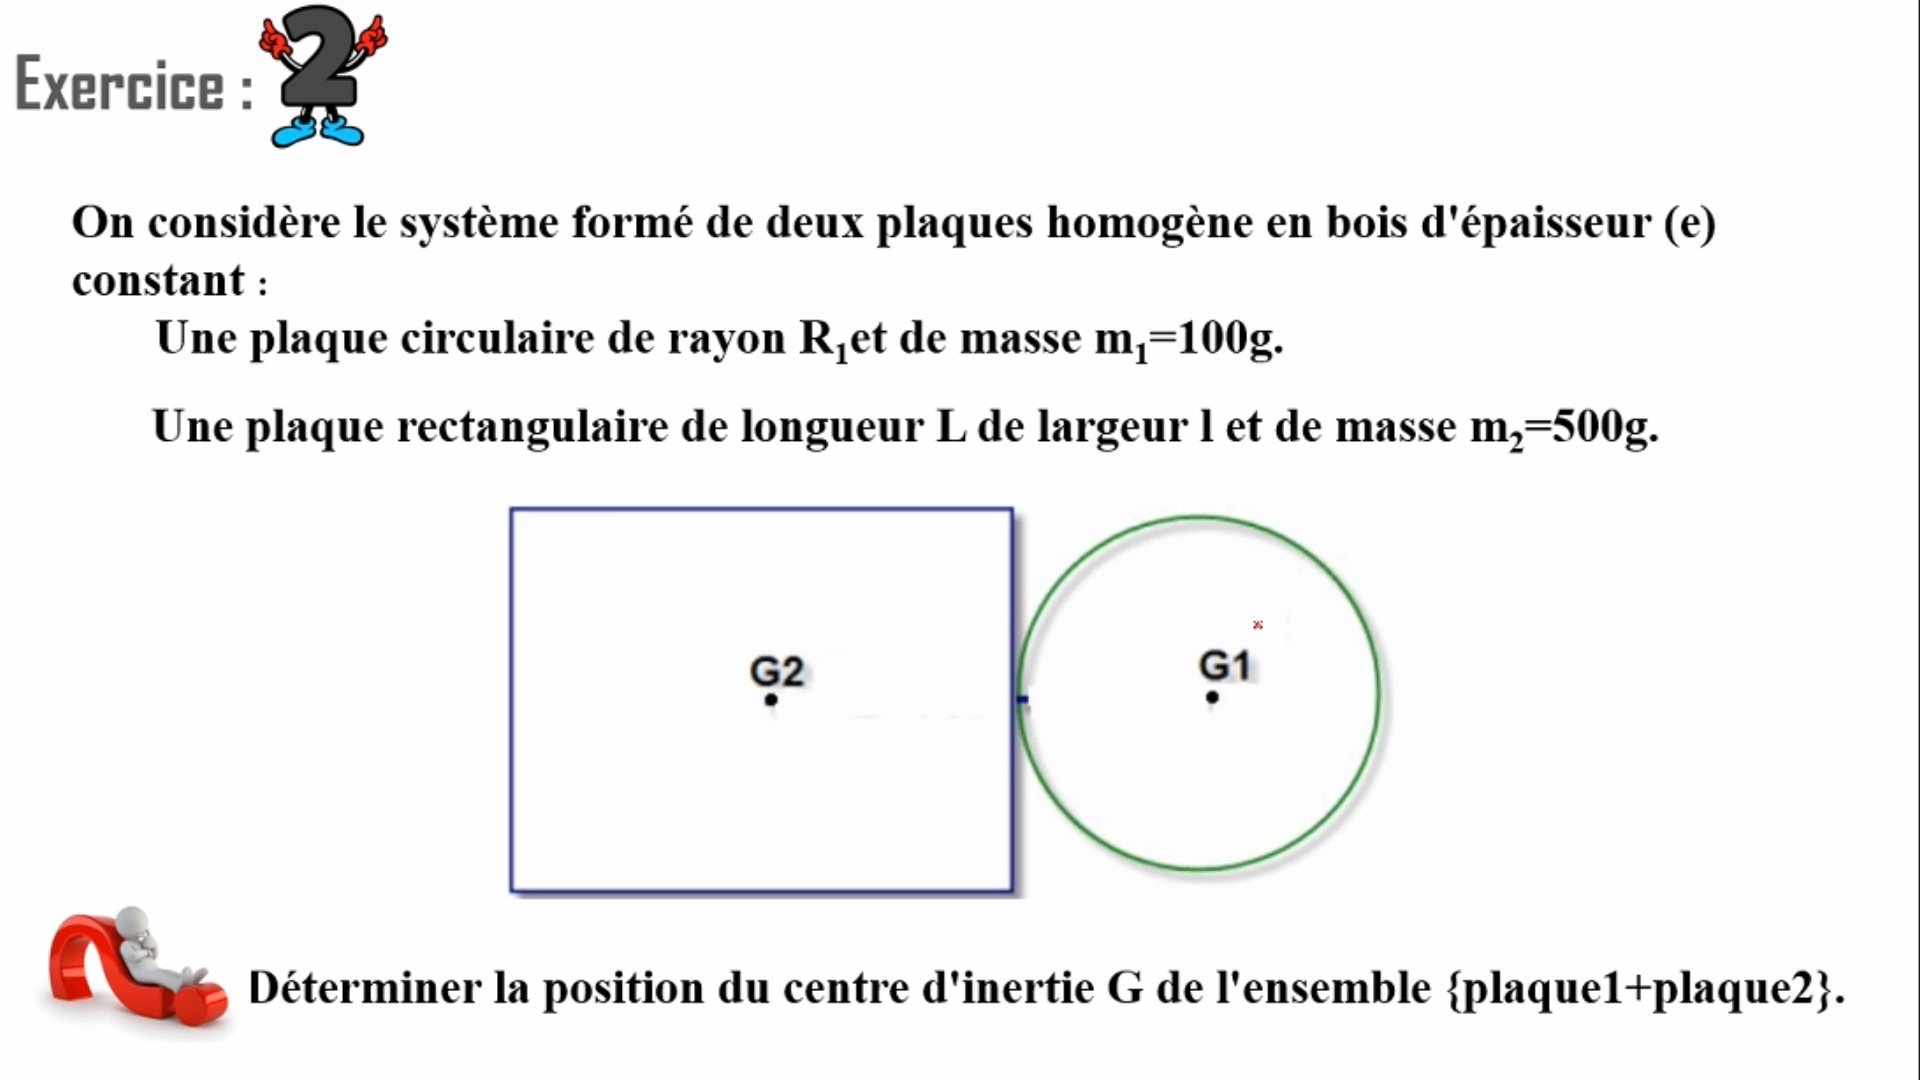 Exercice : 2
On considère le système formé de deux plaques homogène en bois d'épaisseur (e)
constant :
Une plaque circulaire de rayon R₁et de masse m₁=100g.
Une plaque rectangulaire de longueur L de largeur l et de masse m₂=500g.
G2
G1
Déterminer la position du centre d'inertie G de l'ensemble {plaque1+plaque2}.